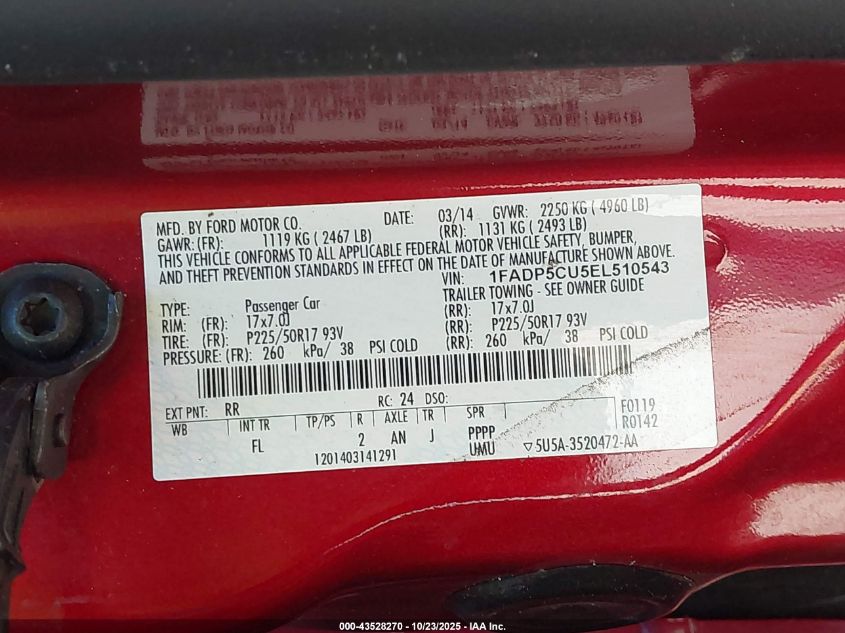 MFD. BY FORD MOTOR CO. DATE: 03/14 GVWR: 2250 KG ( 4960 LB)
GAWR:(FR): 1119 KG ( 2467 LB) (RR): 1131 KG ( 2493 LB)
THIS VEHICLE CONFORMS TO ALL APPLICABLE FEDERAL MOTOR VEHICLE SAFETY, BUMPER,
THEFT PREVENTION STANDARDS IN EFFECT ON THE DATE OF MANUFACTURE SHOWN ABOVE.
VIN: 1FADP5CU5EL510543
TYPE: Passenger Car TRAILER TOWING - SEE OWNER GUIDE
RIM: (FR): 17x7.0J (RR): 17x7.0J
TIRE: (FR): P225/50R17 93V (RR): P225/50R17 93V
PRESSURE: (FR): 260 kPa/ 38 PSI COLD (RR): 260 kPa/ 38 PSI COLD
EXT PNT: RR RC: 24 DSO: F0119
WB INT TR TP/PS R AXLE TR SPR R0142
FL 2 AN J PPPP
UMU ▽5U5A-3520472-AA
1201403141291
000-43528270 - 10/23/2025 - IAA Inc.